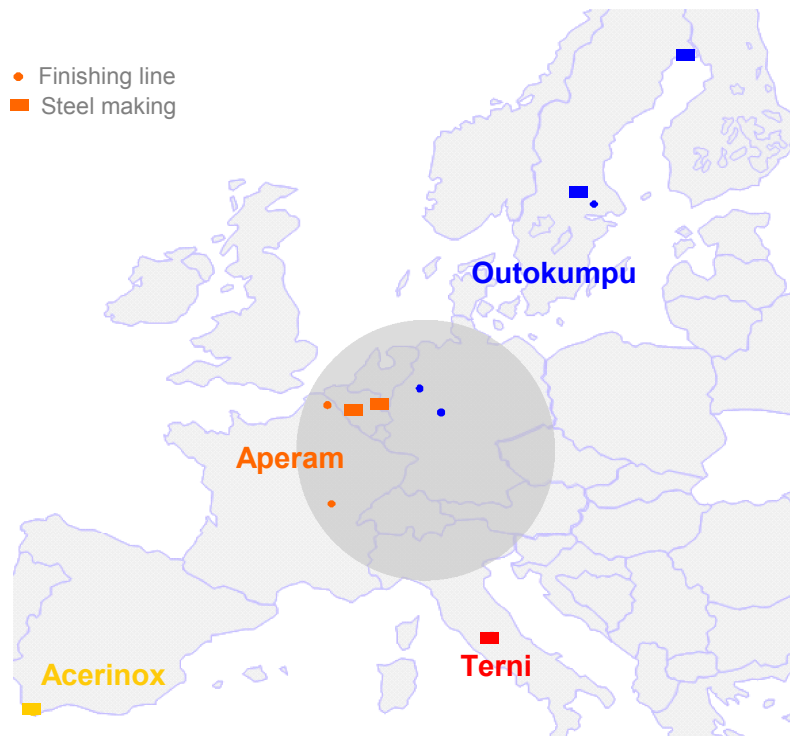 Finishing line
Steel making
Outokumpu
Aperam
Acerinox
Terni